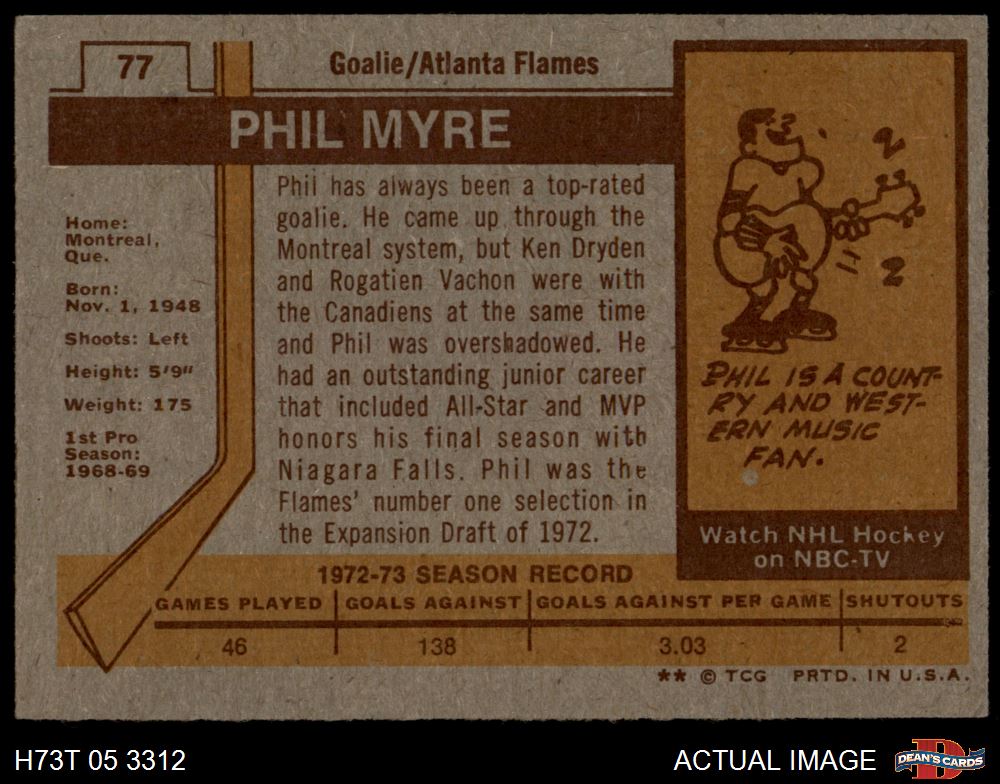 77
Goalie/Atlanta Flames
PHIL MYRE
Home:
Montreal,
Que.
Born:
Nov. 1, 1948
Shoots: Left
Height: 5'9"
Weight: 175
1st Pro
Season:
1968-69
Phil has always been a top-rated
goalie. He came up through the
Montreal system, but Ken Dryden
and Rogatien Vachon were with
the Canadiens at the same time
and Phil was overshadowed. He
had an outstanding junior career
that included All-Star and MVP
honors his final season with
Niagara Falls. Phil was the
Flames' number one selection in
the Expansion Draft of 1972.
PHIL IS A COUNT-
RY AND WEST-
ERN MUSIC
FAN.
Watch NHL Hockey
on NBC-TV
1972-73 SEASON RECORD
GAMES PLAYED GOALS AGAINST GOALS AGAINST PER GAME SHUTOUTS
46 138 3.03 2
** © TCG PRTD. IN U.S.A.
H73T 05 3312
ACTUAL IMAGE
DEAN'S CARDS